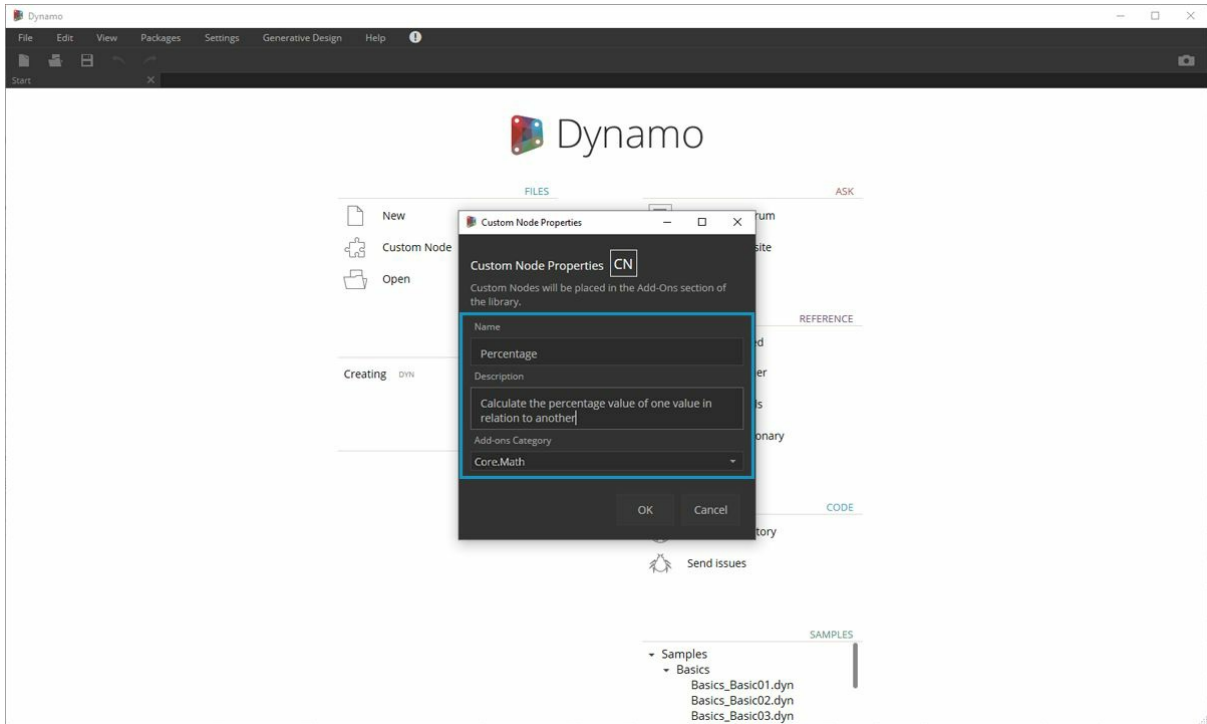 Dynamo
File Edit View Packages Settings Generative Design Help !
Start
Dynamo
FILES
ASK
New
Custom Node
Open
Custom Node Properties
Custom Node Properties CN
Custom Nodes will be placed in the Add-Ons section of
the library.
Name
Percentage
Description
Calculate the percentage value of one value in
relation to another
Add-ons Category
Core.Math
OK Cancel
REFERENCE
Creating DYN
CODE
Send issues
SAMPLES
Samples
Basics
Basics_Basic01.dyn
Basics_Basic02.dyn
Basics_Basic03.dyn